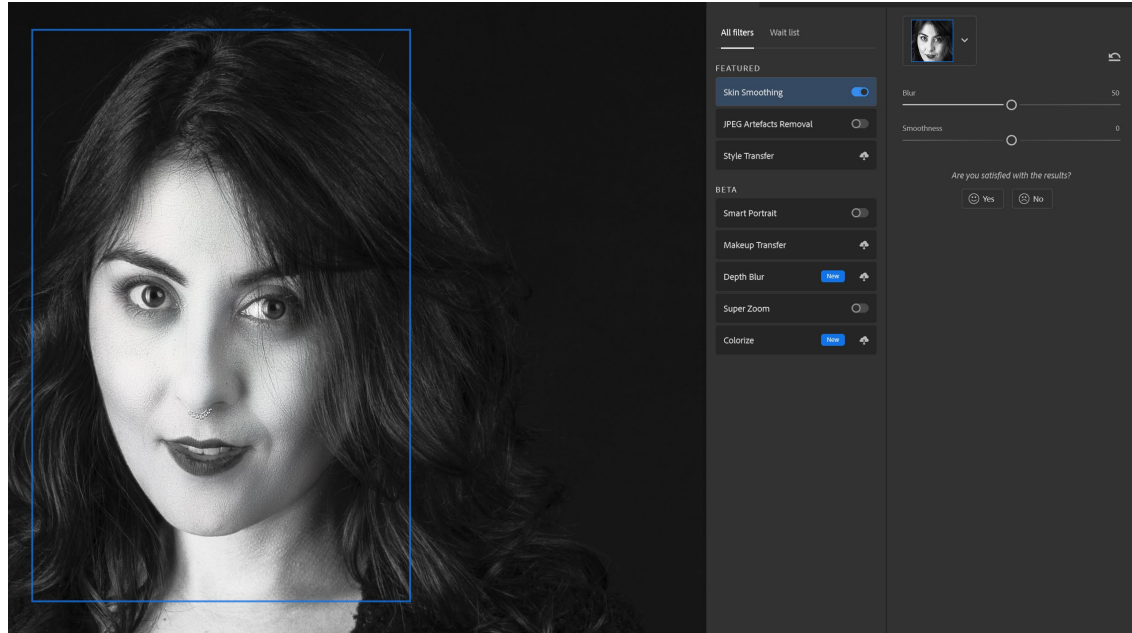 All filters Wait list
FEATURED
Skin Smoothing
JPEG Artefacts Removal
Style Transfer
BETA
Smart Portrait
Makeup Transfer
Depth Blur New
Super Zoom
Colorize New
Blur 50
Smoothness 0
Are you satisfied with the results?
Yes No